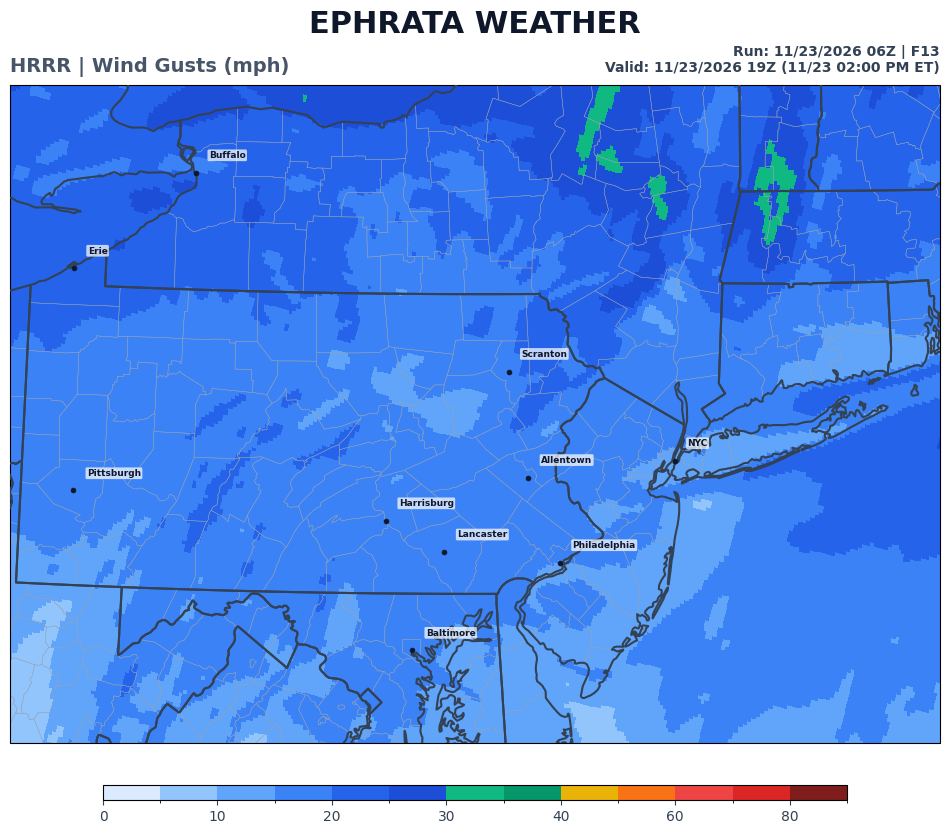 EPHRATA WEATHER
HRRR | Wind Gusts (mph)
Run: 11/23/2026 06Z | F13
Valid: 11/23/2026 19Z (11/23 02:00 PM ET)
Buffalo
Erie
Scranton
NYC
Allentown
Pittsburgh
Harrisburg
Lancaster
Philadelphia
Baltimore
0 10 20 30 40 60 80